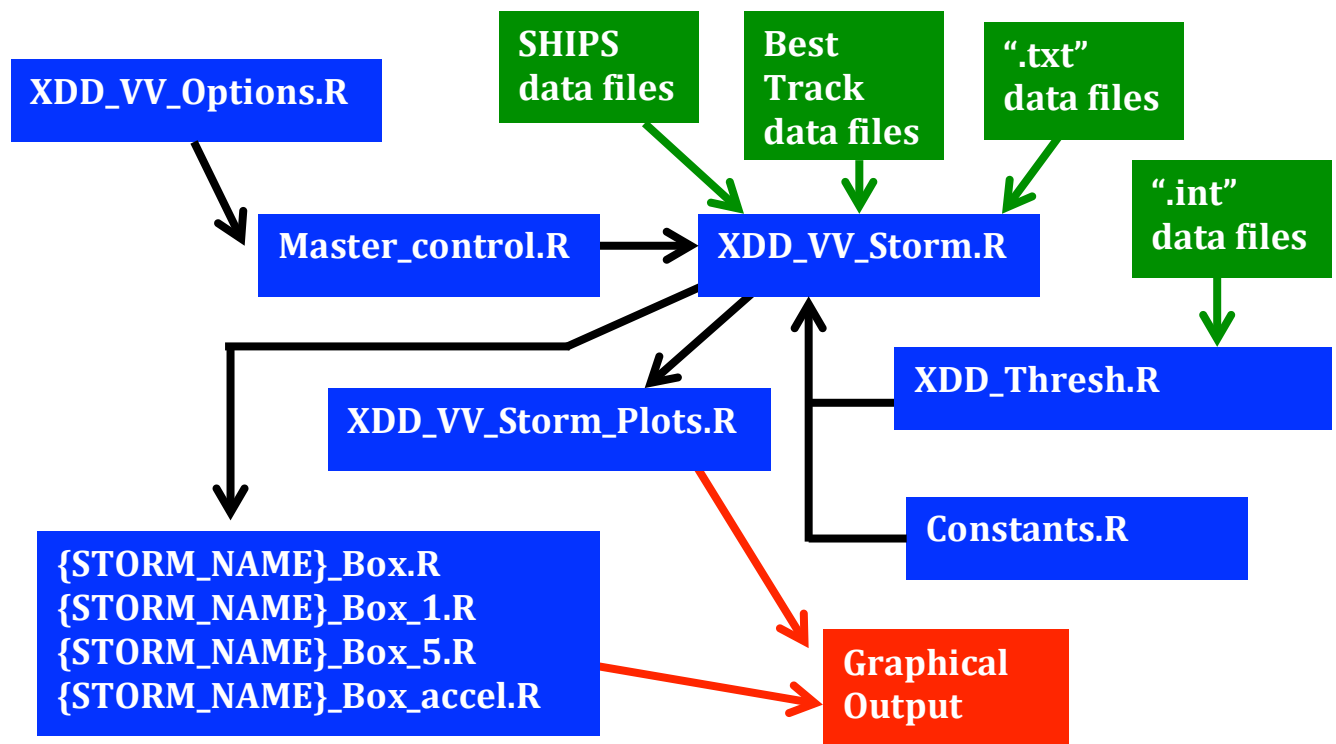 SHIPS
data files
Best
Track
data files
“.txt”
data files
XDD_VV_Options.R
“.int”
data files
Master_control.R
XDD_VV_Storm.R
XDD_Thresh.R
XDD_VV_Storm_Plots.R
Constants.R
{STORM_NAME}_Box.R
{STORM_NAME}_Box_1.R
{STORM_NAME}_Box_5.R
{STORM_NAME}_Box_accel.R
Graphical
Output